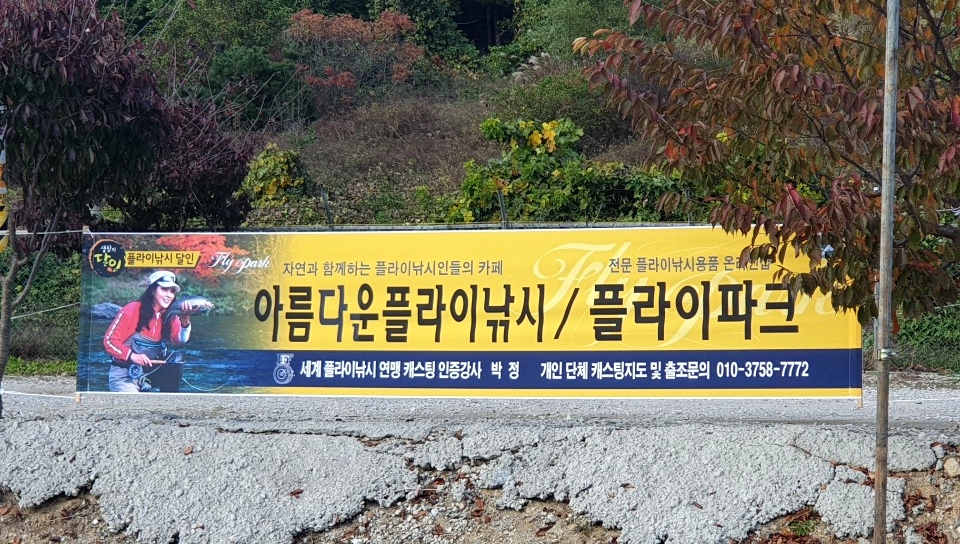 생활의
달인
플라이낚시 달인
Fly Park
자연과 함께하는 플라이낚시인들의 카페
전문 플라이낚시용품 온라인샵
아름다운플라이낚시 / 플라이파크
세계 플라이낚시 연맹 캐스팅 인증강사 박 정
개인 단체 캐스팅지도 및 출조문의 010-3758-7772